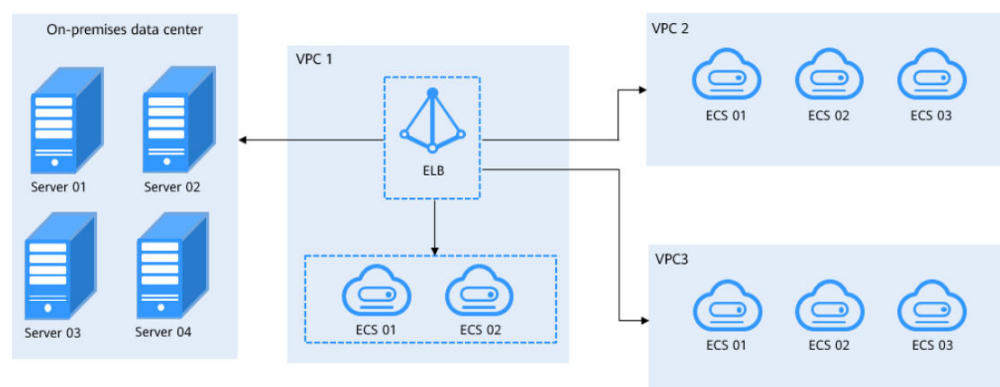 On-premises data center
Server 01
Server 02
Server 03
Server 04
VPC 1
ELB
ECS 01
ECS 02
VPC 2
ECS 01
ECS 02
ECS 03
VPC3
ECS 01
ECS 02
ECS 03